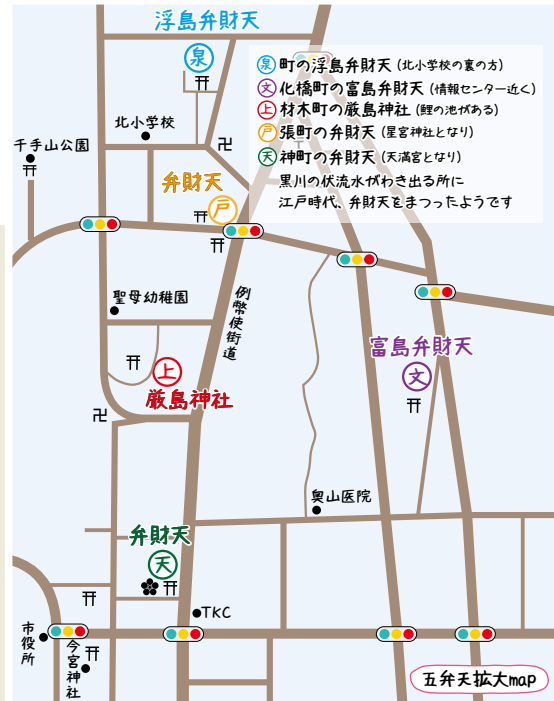 浮島弁財天
泉
泉 町の浮島弁財天 (北小学校の裏の方)
文 化橋町の富島弁財天 (情報センター近く)
上 材木町の厳島神社 (鯉の池がある)
戸 張町の弁財天 (星宮神社となり)
天 神町の弁財天 (天満宮となり)
黒川の伏流水がわき出る所に
江戸時代、弁財天をまつったようです
北小学校
千手山公園
弁財天
戸
聖母幼稚園
例幣使街道
富島弁財天
文
上
厳島神社
奥山医院
弁財天
天
TKC
市役所
今宮神社
五弁天拡大map